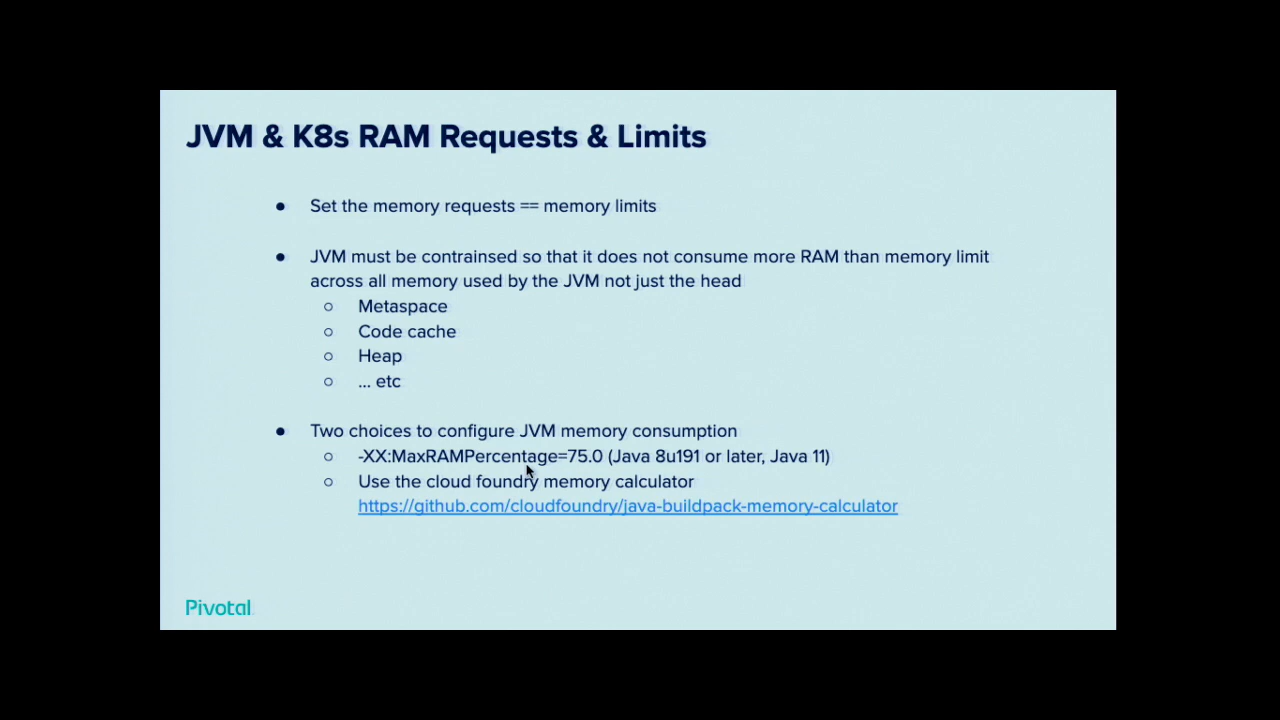 JVM & K8s RAM Requests & Limits
● Set the memory requests == memory limits
● JVM must be contrainsed so that it does not consume more RAM than memory limit
across all memory used by the JVM not just the head
○ Metaspace
○ Code cache
○ Heap
○ ... etc
● Two choices to configure JVM memory consumption
○ -XX:MaxRAMPercentage=75.0 (Java 8u191 or later, Java 11)
○ Use the cloud foundry memory calculator
https://github.com/cloudfoundry/java-buildpack-memory-calculator
Pivotal